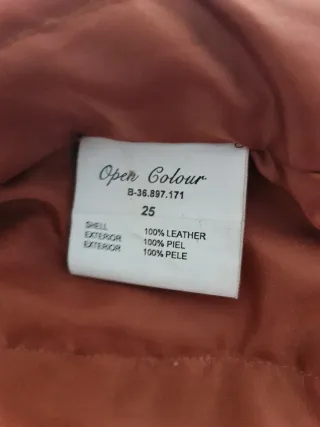 Open Colour
B-36.897.171
25
SHELL 100% LEATHER
EXTERIOR 100% PIEL
EXTERIOR 100% PELE